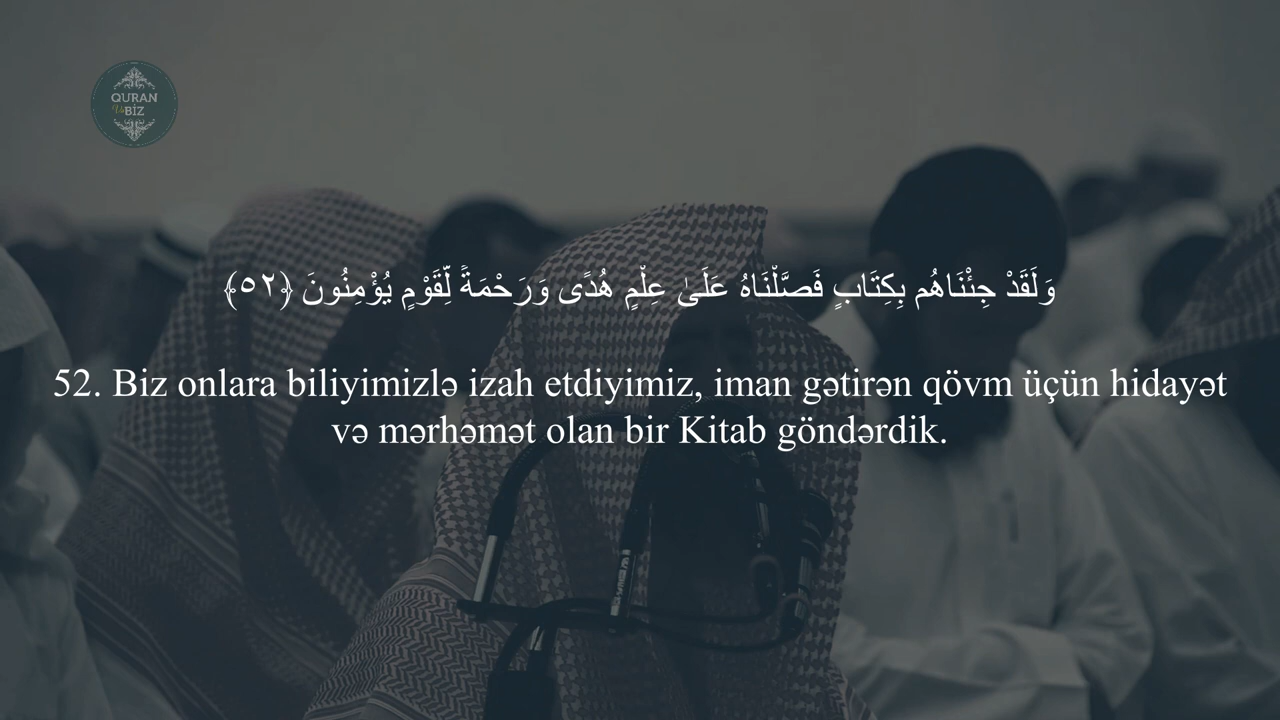 QURAN
Və BİZ
وَلَقَدْ جِئْنَاهُم بِكِتَابٍ فَصَّلْنَاهُ عَلَىٰ عِلْمٍ هُدًى وَرَحْمَةً لِّقَوْمٍ يُؤْمِنُونَ ﴿٥٢﴾
52. Biz onlara biliyimizlə izah etdiyimiz, iman gətirən qövm üçün hidayət
və mərhəmət olan bir Kitab göndərdik.